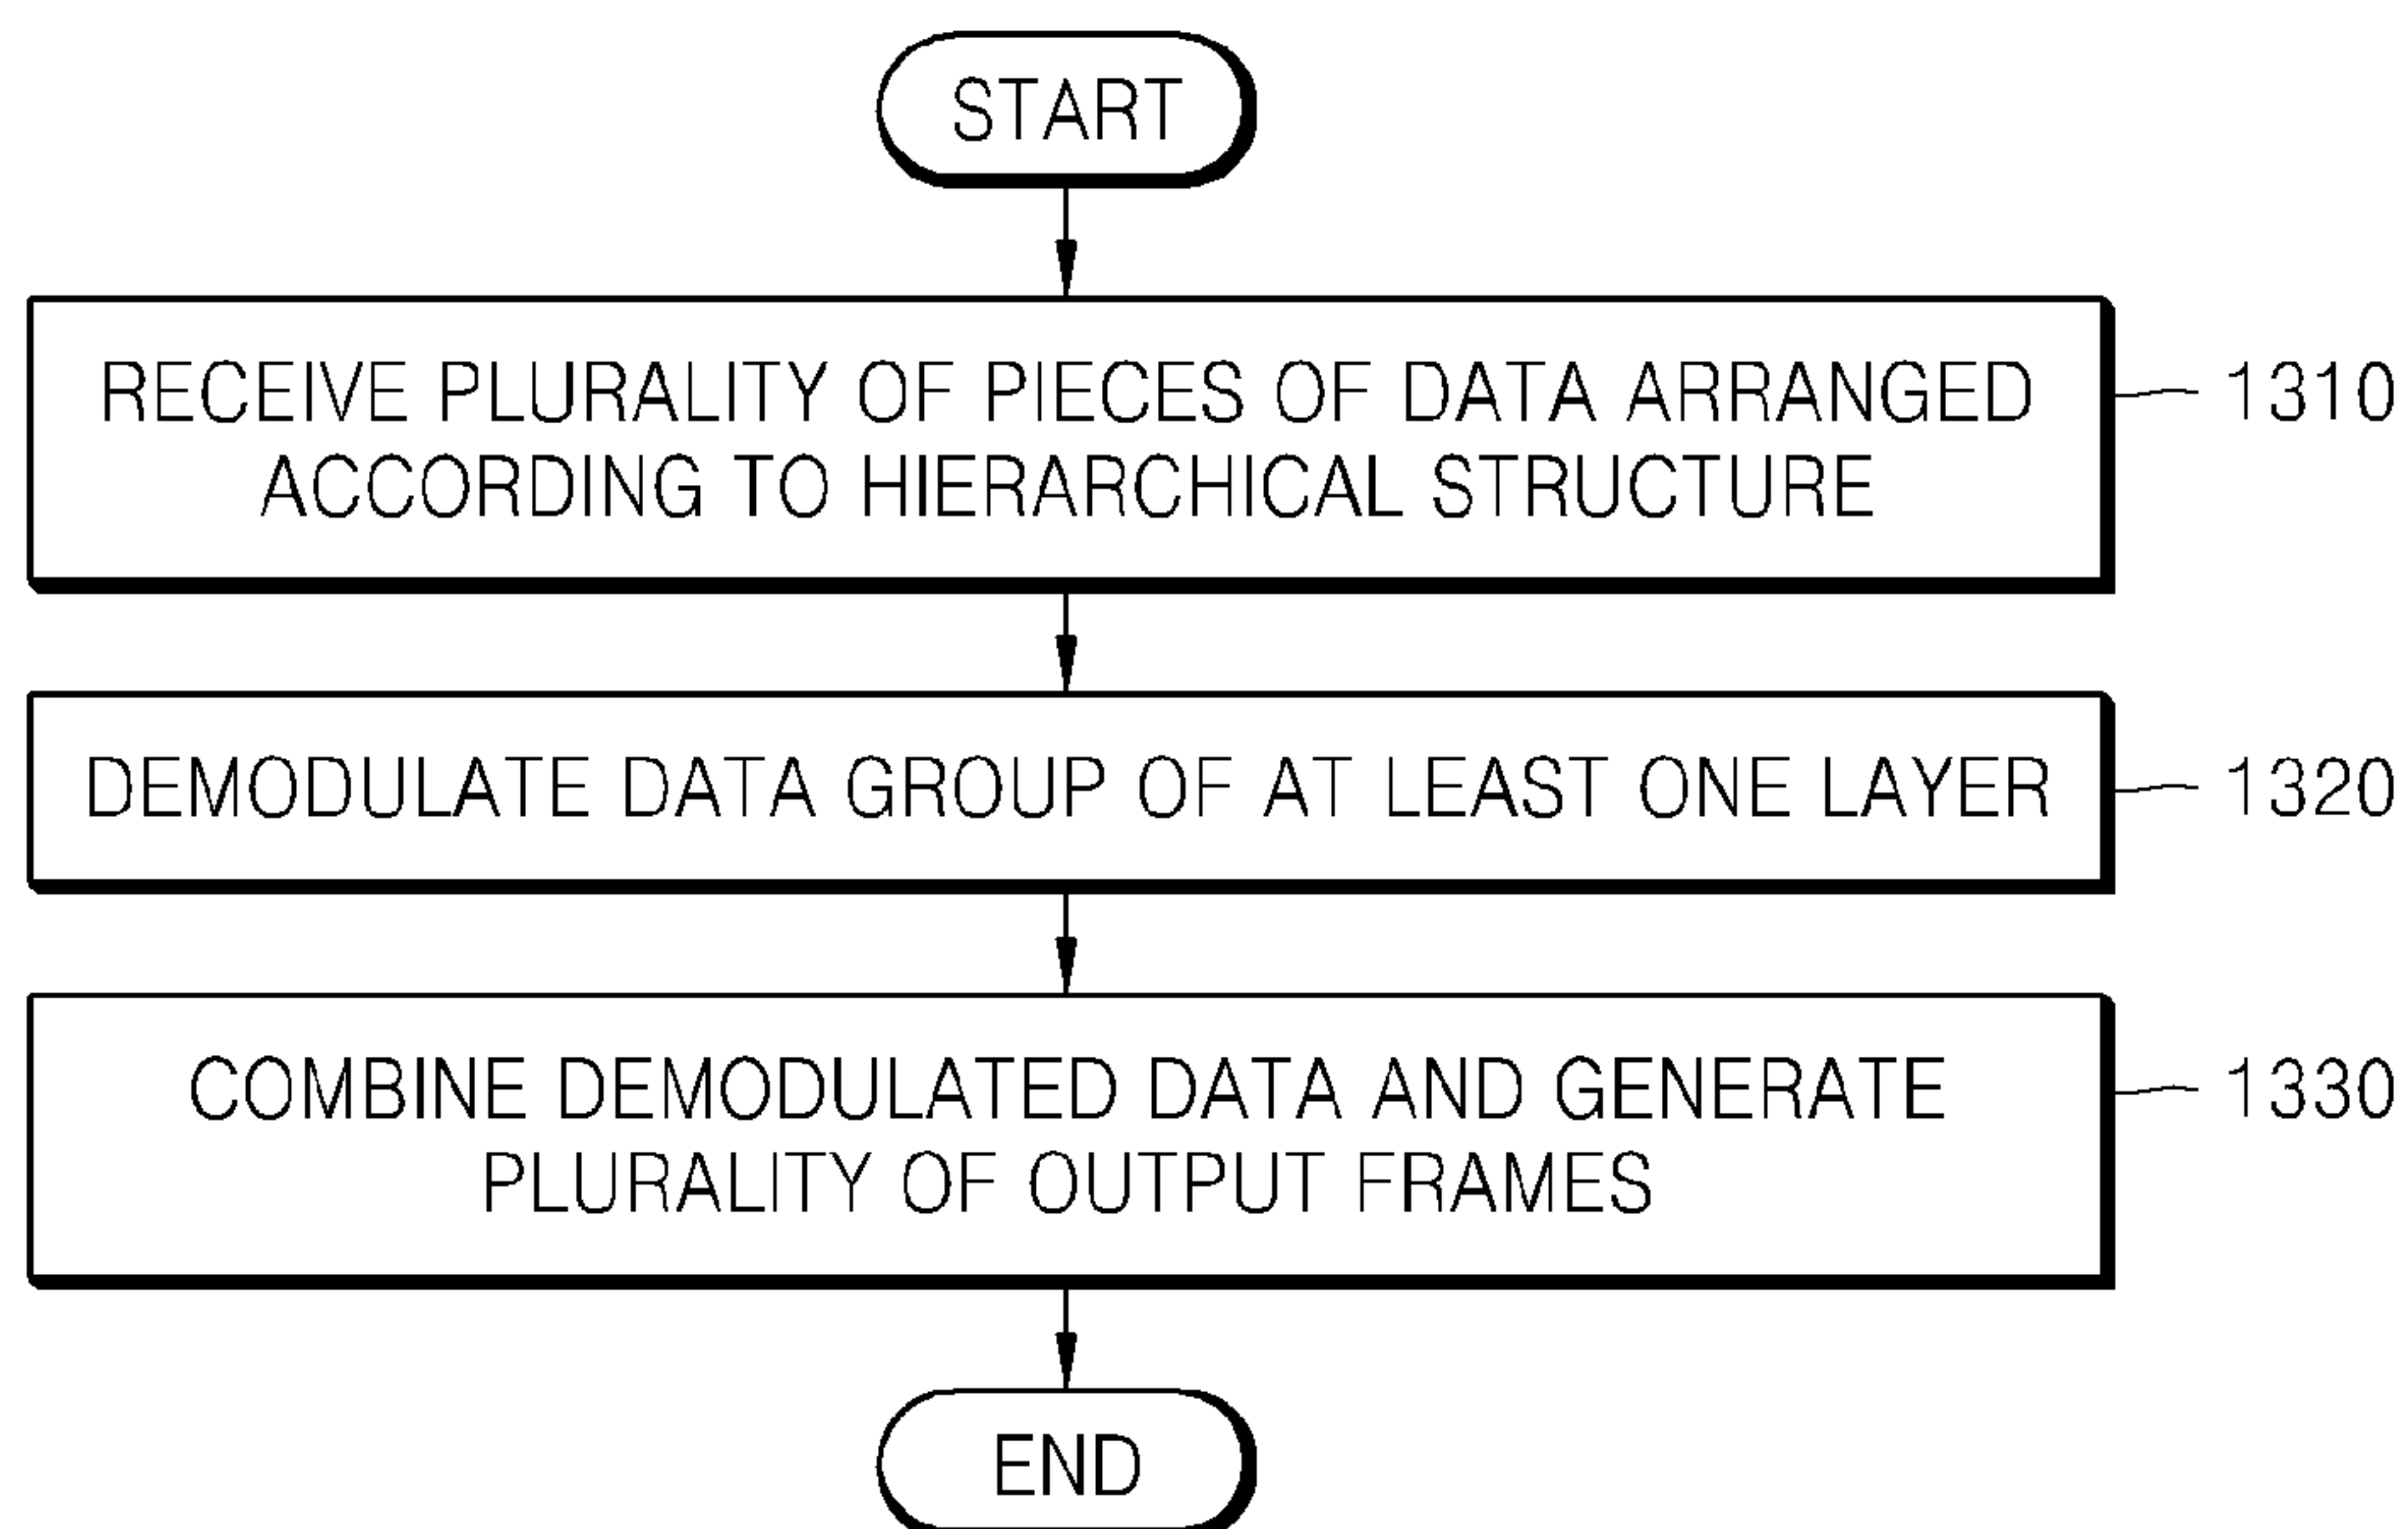 START
RECEIVE PLURALITY OF PIECES OF DATA ARRANGED
ACCORDING TO HIERARCHICAL STRUCTURE
1310
DEMODULATE DATA GROUP OF AT LEAST ONE LAYER
1320
COMBINE DEMODULATED DATA AND GENERATE
PLURALITY OF OUTPUT FRAMES
1330
END